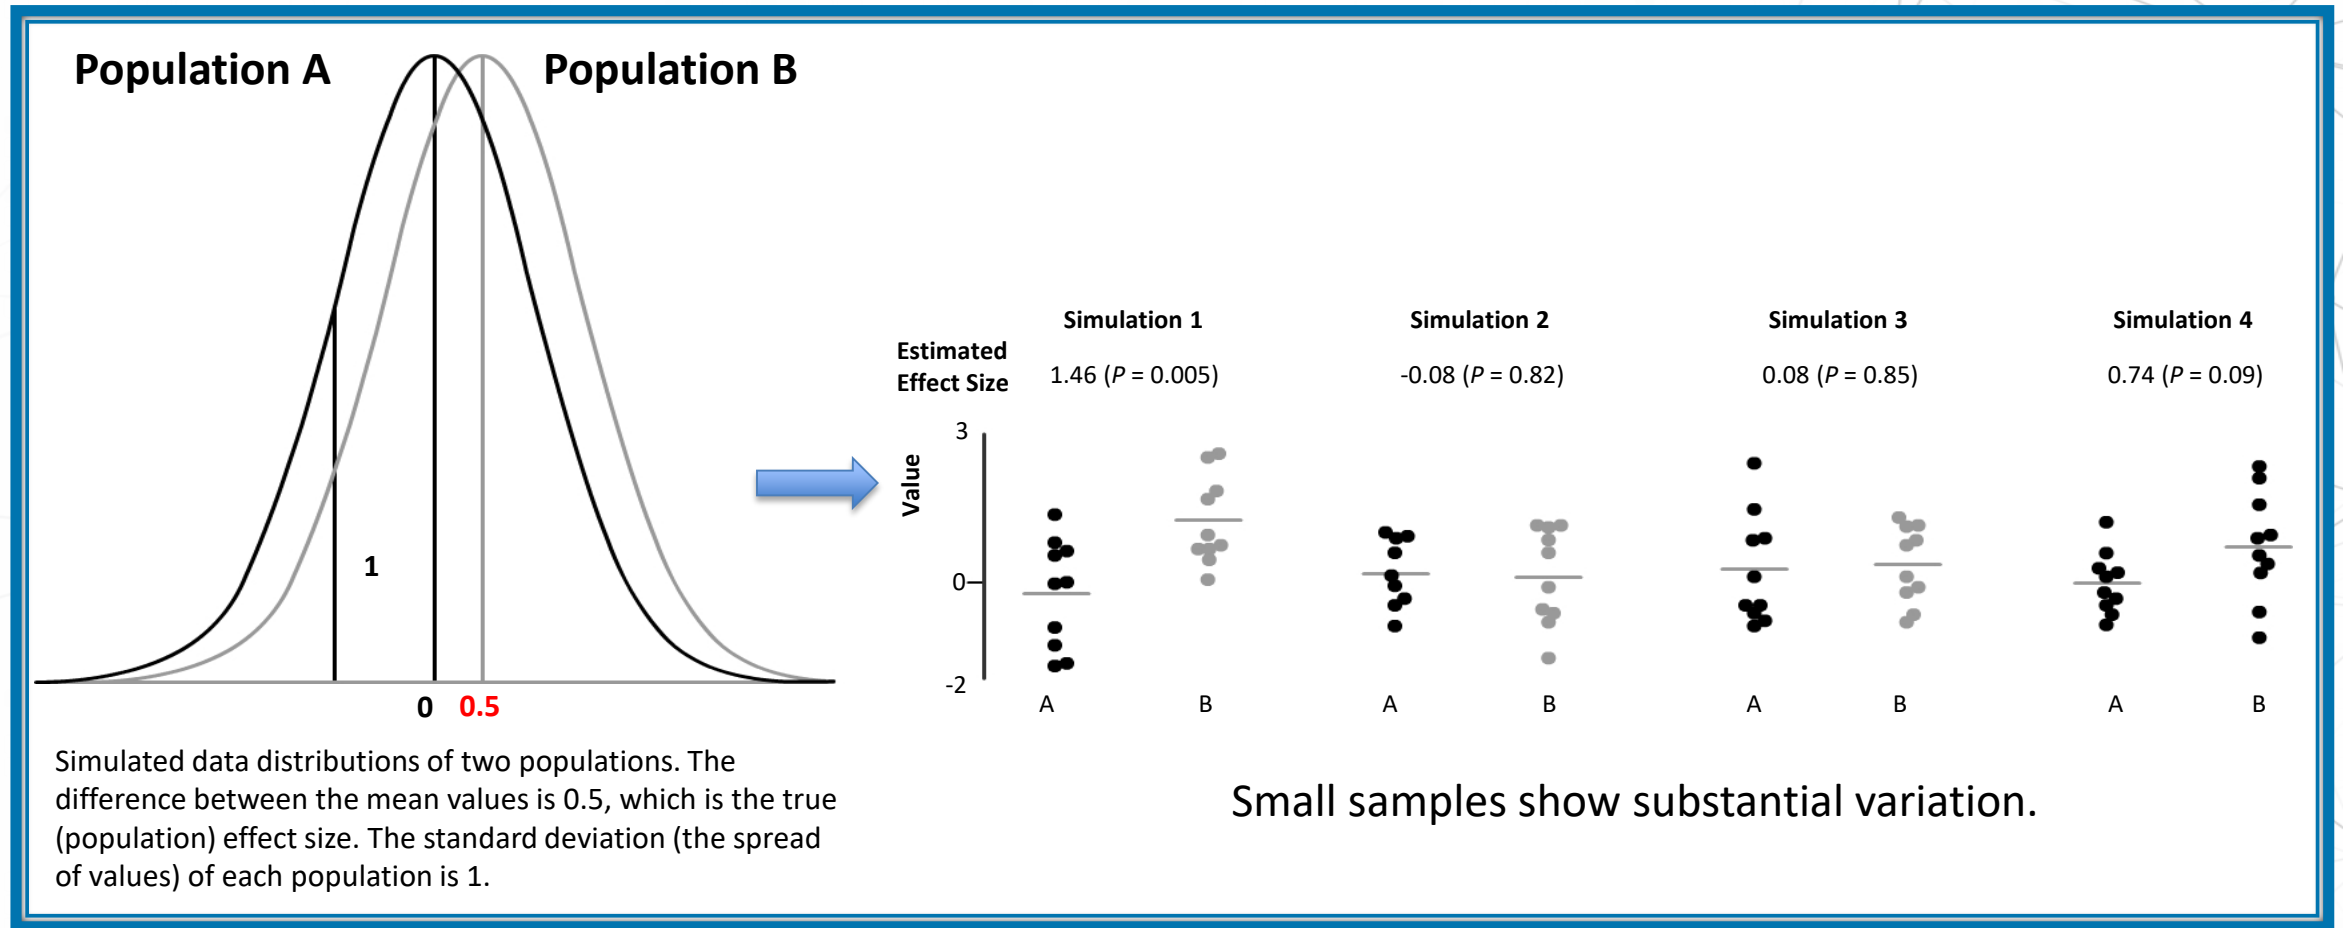 Population A
Population B
1
0 0.5
Simulated data distributions of two populations. The
difference between the mean values is 0.5, which is the true
(population) effect size. The standard deviation (the spread
of values) of each population is 1.
Simulation 1
Simulation 2
Simulation 3
Simulation 4
Estimated
Effect Size
1.46 (P = 0.005)
-0.08 (P = 0.82)
0.08 (P = 0.85)
0.74 (P = 0.09)
Value
3
0
-2
A
B
A
B
A
B
A
B
Small samples show substantial variation.